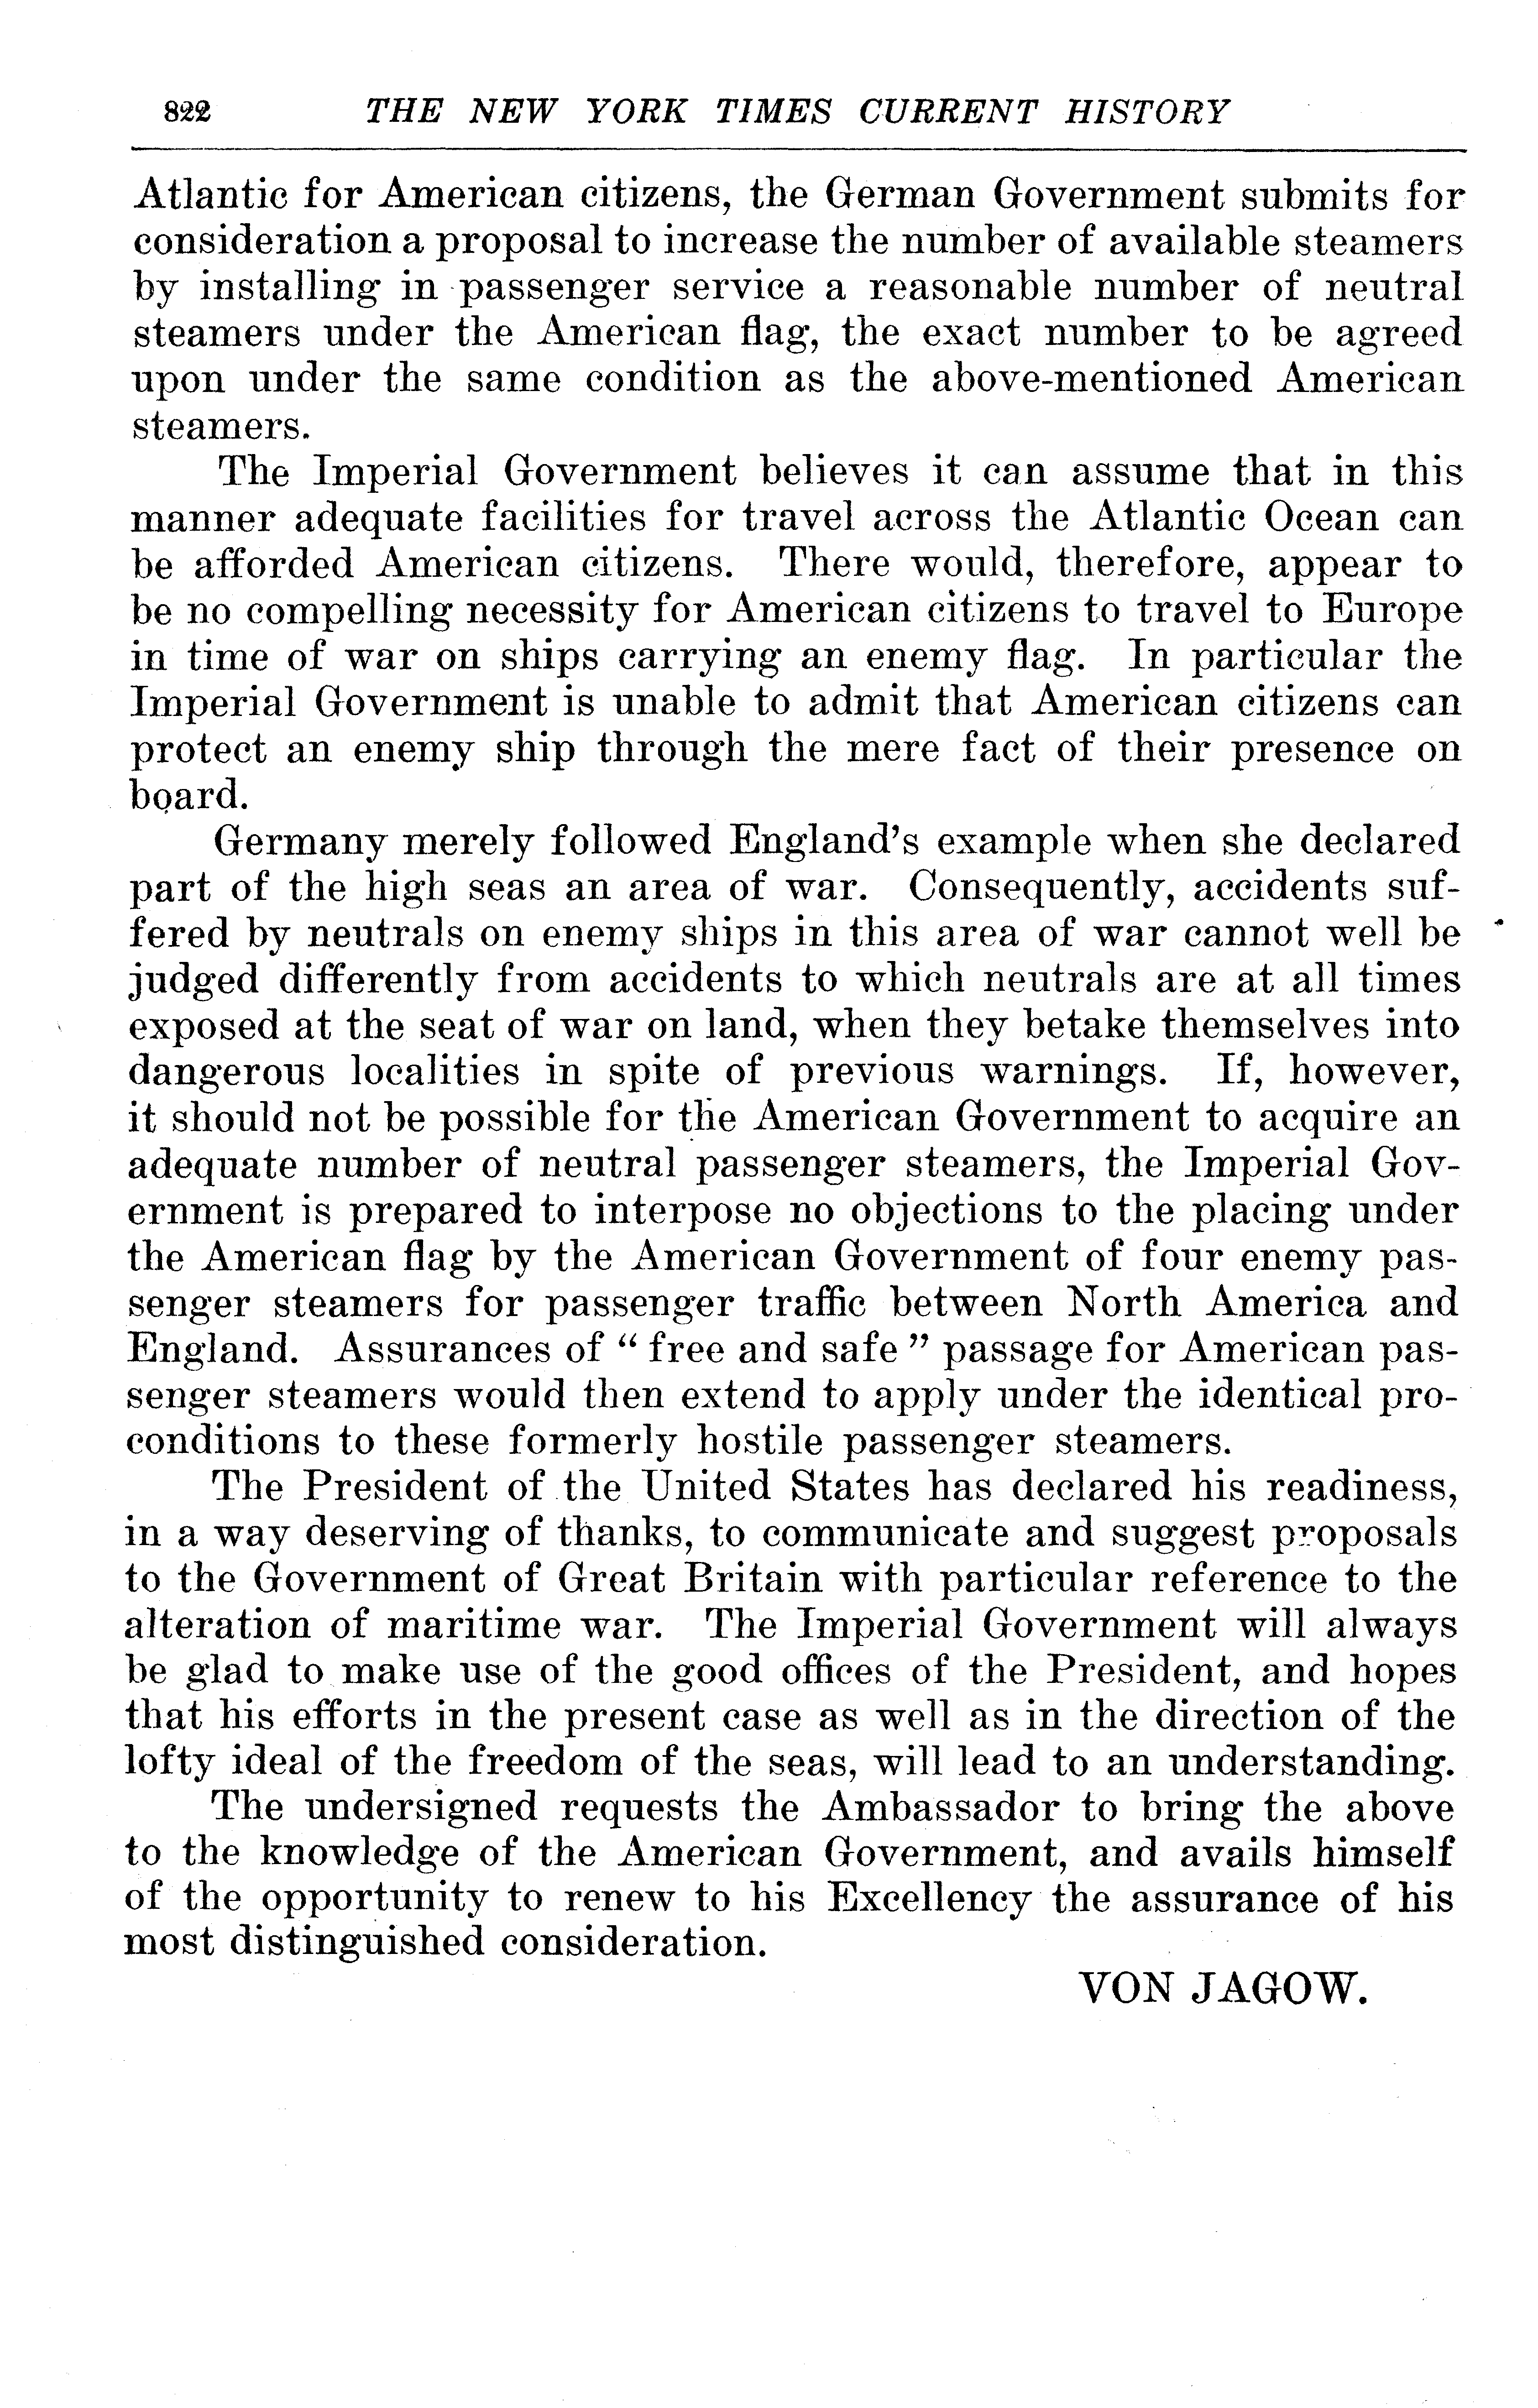 822 THE NEW YORK TIMES CURRENT HISTORY
Atlantic for American citizens, the German Government submits for
consideration a proposal to increase the number of available steamers
by installing in passenger service a reasonable number of neutral
steamers under the American flag, the exact number to be agreed
upon under the same condition as the above-mentioned American
steamers.
The Imperial Government believes it can assume that in this
manner adequate facilities for travel across the Atlantic Ocean can
be afforded American citizens. There would, therefore, appear to
be no compelling necessity for American citizens to travel to Europe
in time of war on ships carrying an enemy flag. In particular the
Imperial Government is unable to admit that American citizens can
protect an enemy ship through the mere fact of their presence on
board.
Germany merely followed England's example when she declared
part of the high seas an area of war. Consequently, accidents suf-
fered by neutrals on enemy ships in this area of war cannot well be
judged differently from accidents to which neutrals are at all times
exposed at the seat of war on land, when they betake themselves into
dangerous localities in spite of previous warnings. If, however,
it should not be possible for the American Government to acquire an
adequate number of neutral passenger steamers, the Imperial Gov-
ernment is prepared to interpose no objections to the placing under
the American flag by the American Government of four enemy pas-
senger steamers for passenger traffic between North America and
England. Assurances of " free and safe " passage for American pas-
senger steamers would then extend to apply under the identical pro-
conditions to these formerly hostile passenger steamers.
The President of the United States has declared his readiness,
in a way deserving of thanks, to communicate and suggest proposals
to the Government of Great Britain with particular reference to the
alteration of maritime war. The Imperial Government will always
be glad to make use of the good offices of the President, and hopes
that his efforts in the present case as well as in the direction of the
lofty ideal of the freedom of the seas, will lead to an understanding.
The undersigned requests the Ambassador to bring the above
to the knowledge of the American Government, and avails himself
of the opportunity to renew to his Excellency the assurance of his
most distinguished consideration.
VON JAGOW.